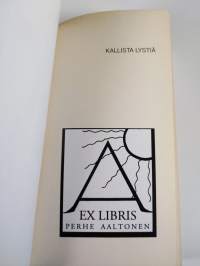 KALLISTA LYSTIÄ
A
EX LIBRIS
PERHE AALTONEN